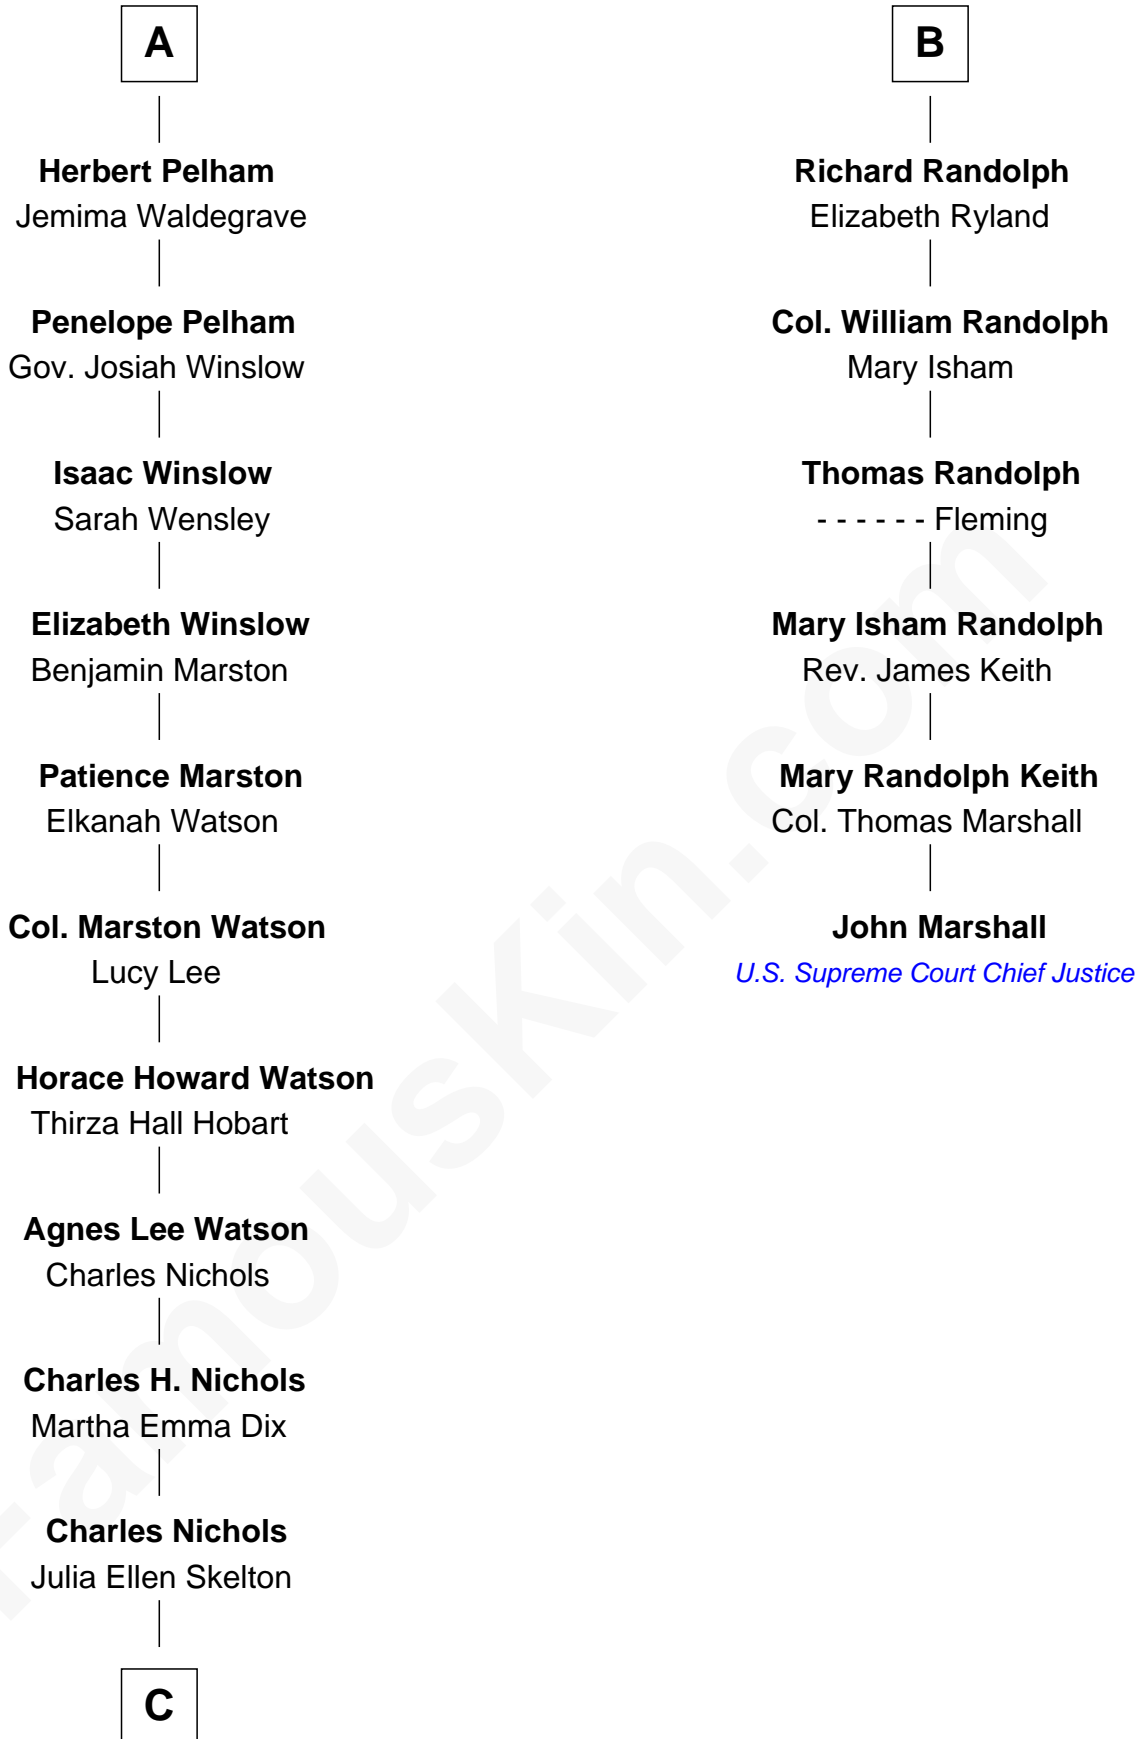 A
Herbert Pelham
Jemima Waldegrave
Penelope Pelham
Gov. Josiah Winslow
Isaac Winslow
Sarah Wensley
Elizabeth Winslow
Benjamin Marston
Patience Marston
Elkanah Watson
Col. Marston Watson
Lucy Lee
Horace Howard Watson
Thirza Hall Hobart
Agnes Lee Watson
Charles Nichols
Charles H. Nichols
Martha Emma Dix
Charles Nichols
Julia Ellen Skelton
C
B
Richard Randolph
Elizabeth Ryland
Col. William Randolph
Mary Isham
Thomas Randolph
- - - - - - Fleming
Mary Isham Randolph
Rev. James Keith
Mary Randolph Keith
Col. Thomas Marshall
John Marshall
U.S. Supreme Court Chief Justice
FamousKin.com